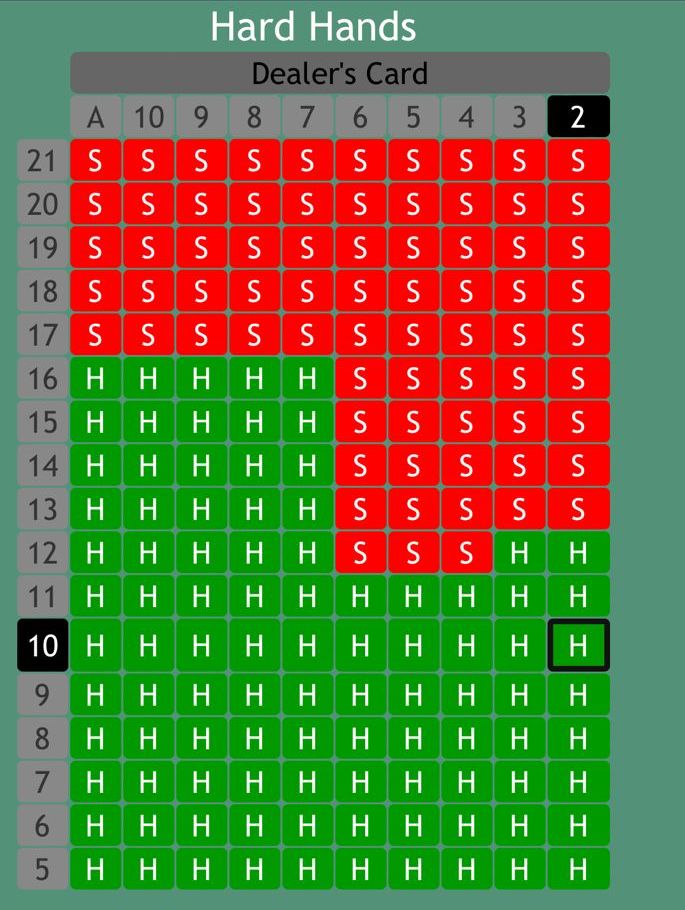 Hard Hands
Dealer's Card
A 10 9 8 7 6 5 4 3 2
21 S S S S S S S S S S
20 S S S S S S S S S S
19 S S S S S S S S S S
18 S S S S S S S S S S
17 S S S S S S S S S S
16 H H H H H S S S S S
15 H H H H H S S S S S
14 H H H H H S S S S S
13 H H H H H S S S S S
12 H H H H H S S S H H
11 H H H H H H H H H H
10 H H H H H H H H H H
9 H H H H H H H H H H
8 H H H H H H H H H H
7 H H H H H H H H H H
6 H H H H H H H H H H
5 H H H H H H H H H H